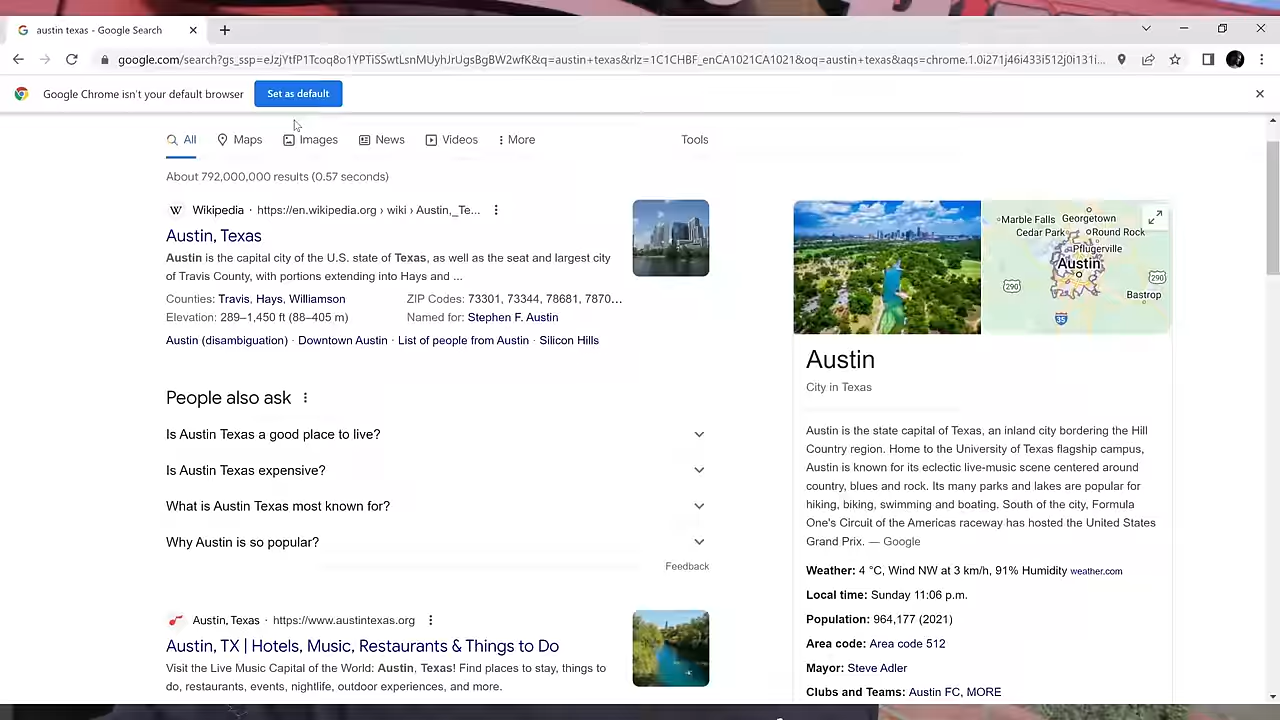 austin texas - Google Search
google.com/search?gs_ssp=eJzjYtfP1Tcoq8o1YPTiSSwtLsnMUyhJrUgsBgBW2wfK&q=austin+texas&rlz=1C1CHBF_enCA1021CA1021&oq=austin+texas&aqs=chrome.1.0i271j46i433i512j0i131i...
Google Chrome isn't your default browser
Set as default
All
Maps
Images
News
Videos
More
Tools
About 792,000,000 results (0.57 seconds)
W Wikipedia · https://en.wikipedia.org › wiki › Austin,_Te...
Austin, Texas
Austin is the capital city of the U.S. state of Texas, as well as the seat and largest city
of Travis County, with portions extending into Hays and ...
Counties: Travis, Hays, Williamson
ZIP Codes: 73301, 73344, 78681, 7870...
Elevation: 289–1,450 ft (88–405 m)
Named for: Stephen F. Austin
Austin (disambiguation) · Downtown Austin · List of people from Austin · Silicon Hills
People also ask
Is Austin Texas a good place to live?
Is Austin Texas expensive?
What is Austin Texas most known for?
Why Austin is so popular?
Feedback
Austin, Texas · https://www.austintexas.org
Austin, TX | Hotels, Music, Restaurants & Things to Do
Visit the Live Music Capital of the World: Austin, Texas! Find places to stay, things to
do, restaurants, events, nightlife, outdoor experiences, and more.
Marble Falls
Georgetown
Cedar Park
Round Rock
Pflugerville
Austin
290
290
Bastrop
35
Austin
City in Texas
Austin is the state capital of Texas, an inland city bordering the Hill
Country region. Home to the University of Texas flagship campus,
Austin is known for its eclectic live-music scene centered around
country, blues and rock. Its many parks and lakes are popular for
hiking, biking, swimming and boating. South of the city, Formula
One's Circuit of the Americas raceway has hosted the United States
Grand Prix. — Google
Weather: 4 °C, Wind NW at 3 km/h, 91% Humidity weather.com
Local time: Sunday 11:06 p.m.
Population: 964,177 (2021)
Area code: Area code 512
Mayor: Steve Adler
Clubs and Teams: Austin FC, MORE